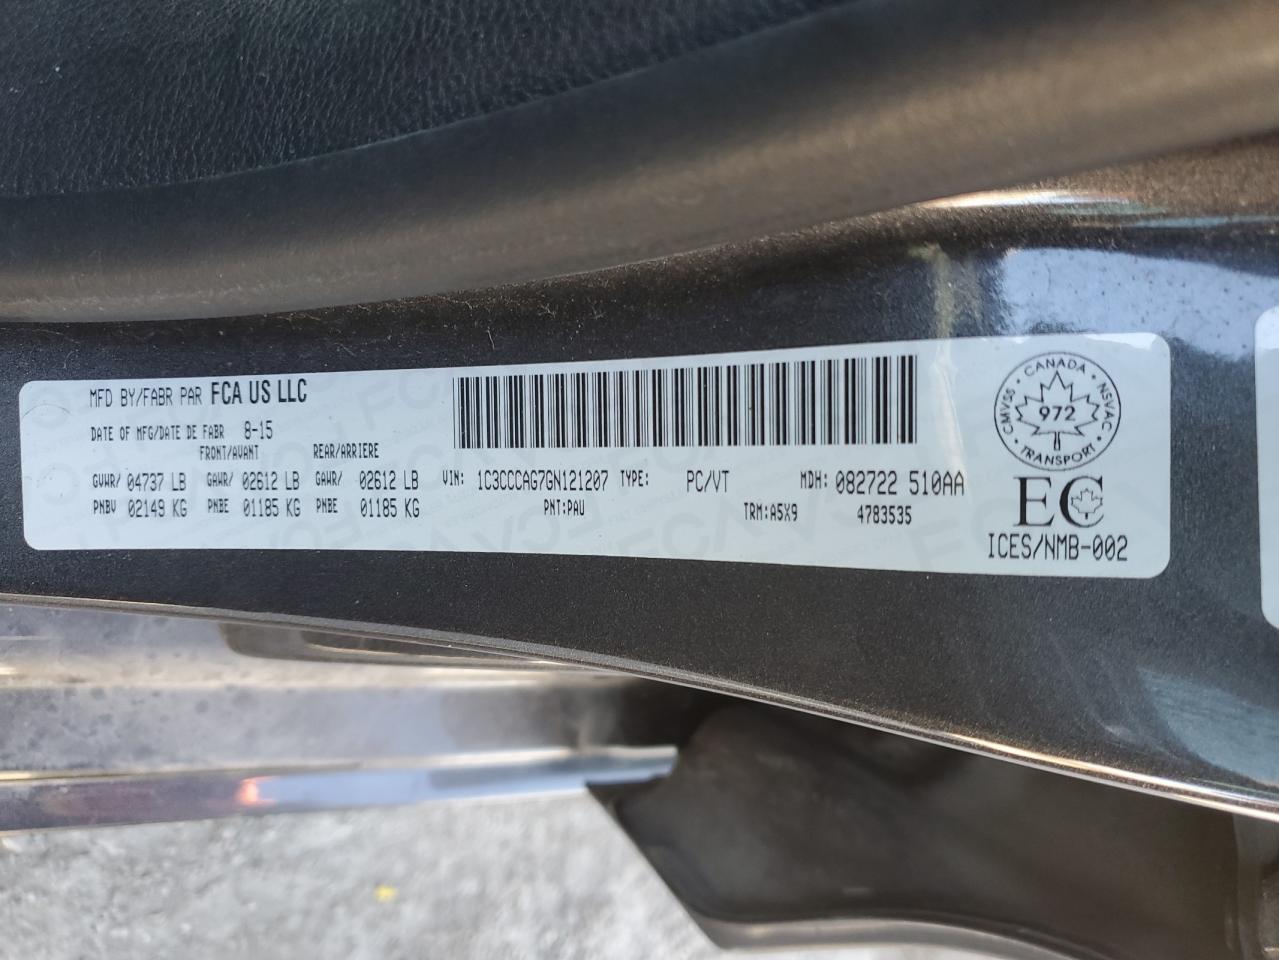 MFD BY/FABR PAR FCA US LLC
DATE OF MFG/DATE DE FABR 8-15
FRONT/AVANT REAR/ARRIERE
GVWR/ 04737 LB GAWR/ 02612 LB GAWR/ 02612 LB VIN: 1C3CCCAG7GN121207 TYPE: PC/VT MDH: 082722 510AA
PNBV 02149 KG PNBE 01185 KG PNBE 01185 KG PNT:PAU TRM:A5X9 4783535
CANADA
CMVSS • NSVAC
972
TRANSPORT
EC
ICES/NMB-002